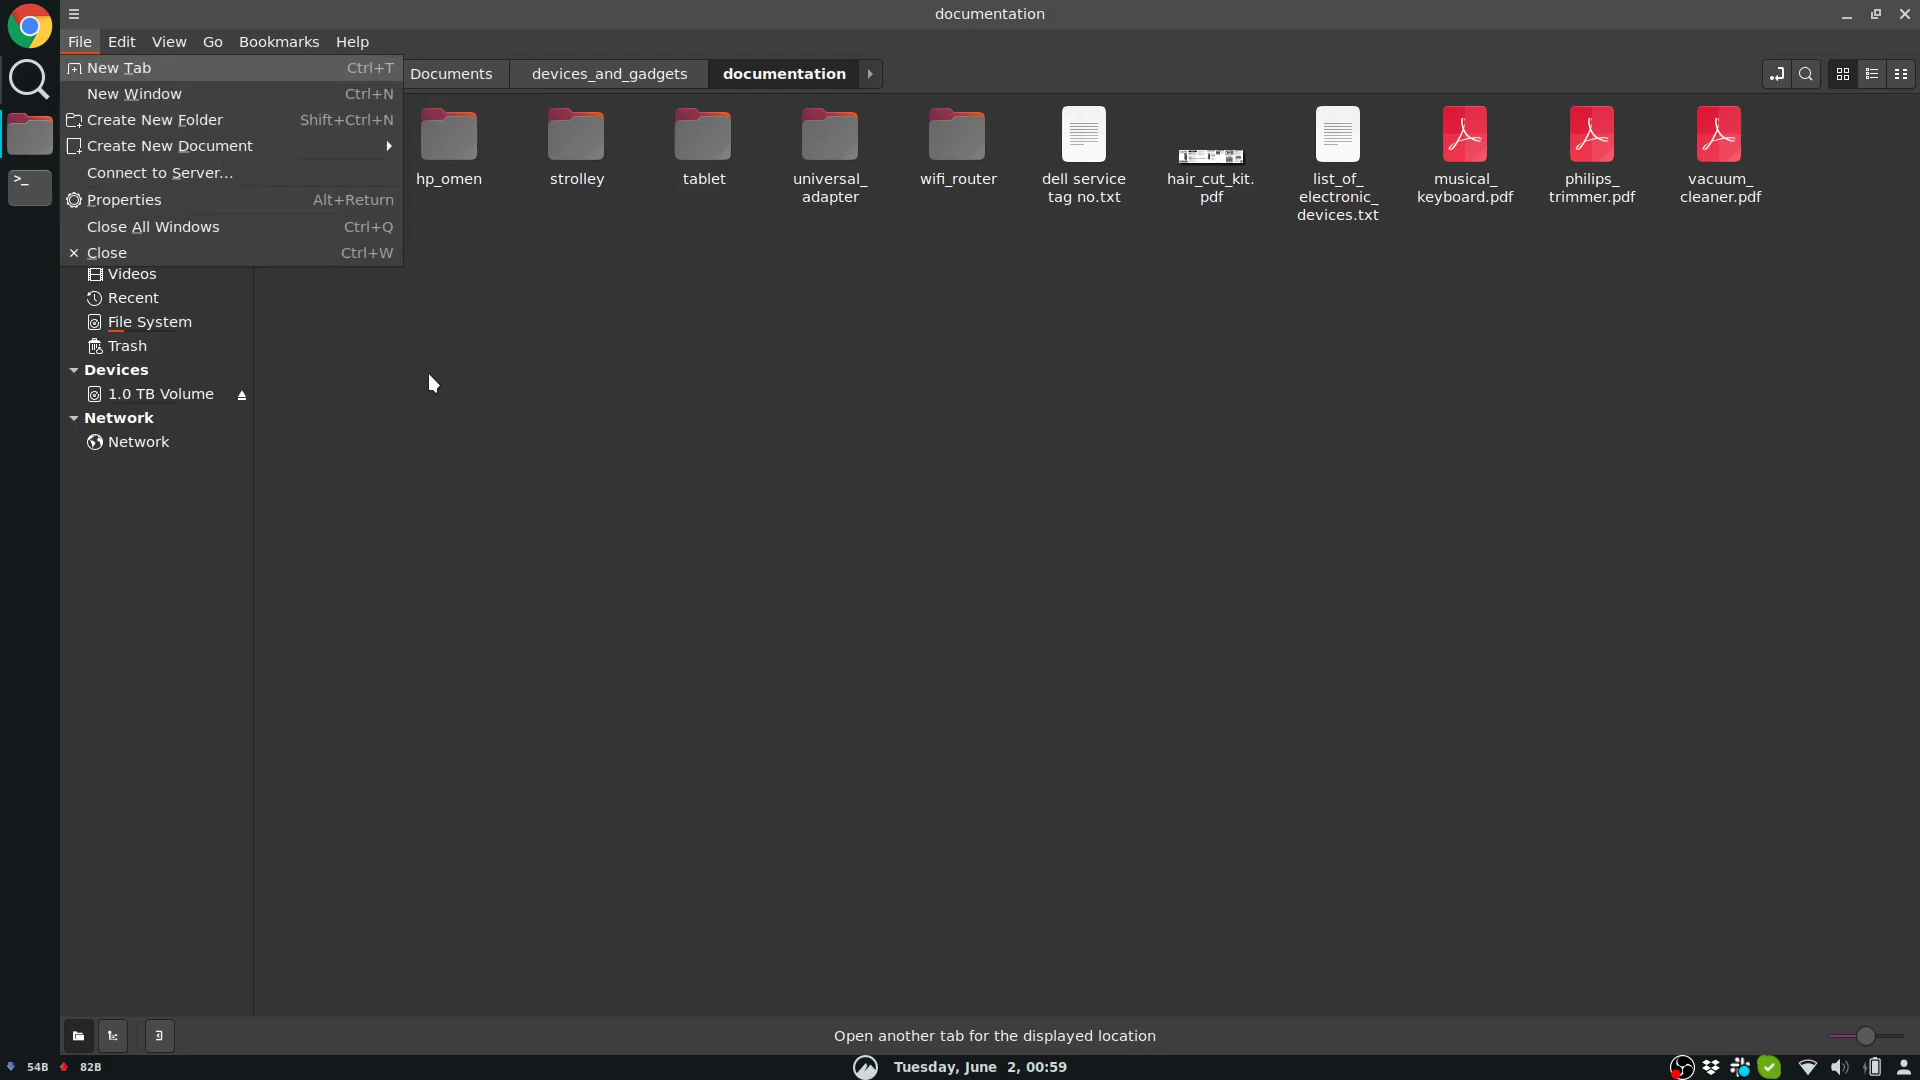 documentation
File Edit View Go Bookmarks Help
New Tab Ctrl+T
New Window Ctrl+N
Create New Folder Shift+Ctrl+N
Create New Document
Connect to Server...
Properties Alt+Return
Close All Windows Ctrl+Q
Close Ctrl+W
Documents devices_and_gadgets documentation
hp_omen
strolley
tablet
universal_
adapter
wifi_router
dell service
tag no.txt
hair_cut_kit.
pdf
list_of_
electronic_
devices.txt
musical_
keyboard.pdf
philips_
trimmer.pdf
vacuum_
cleaner.pdf
Videos
Recent
File System
Trash
Devices
1.0 TB Volume
Network
Network
Open another tab for the displayed location
54B 82B
Tuesday, June 2, 00:59